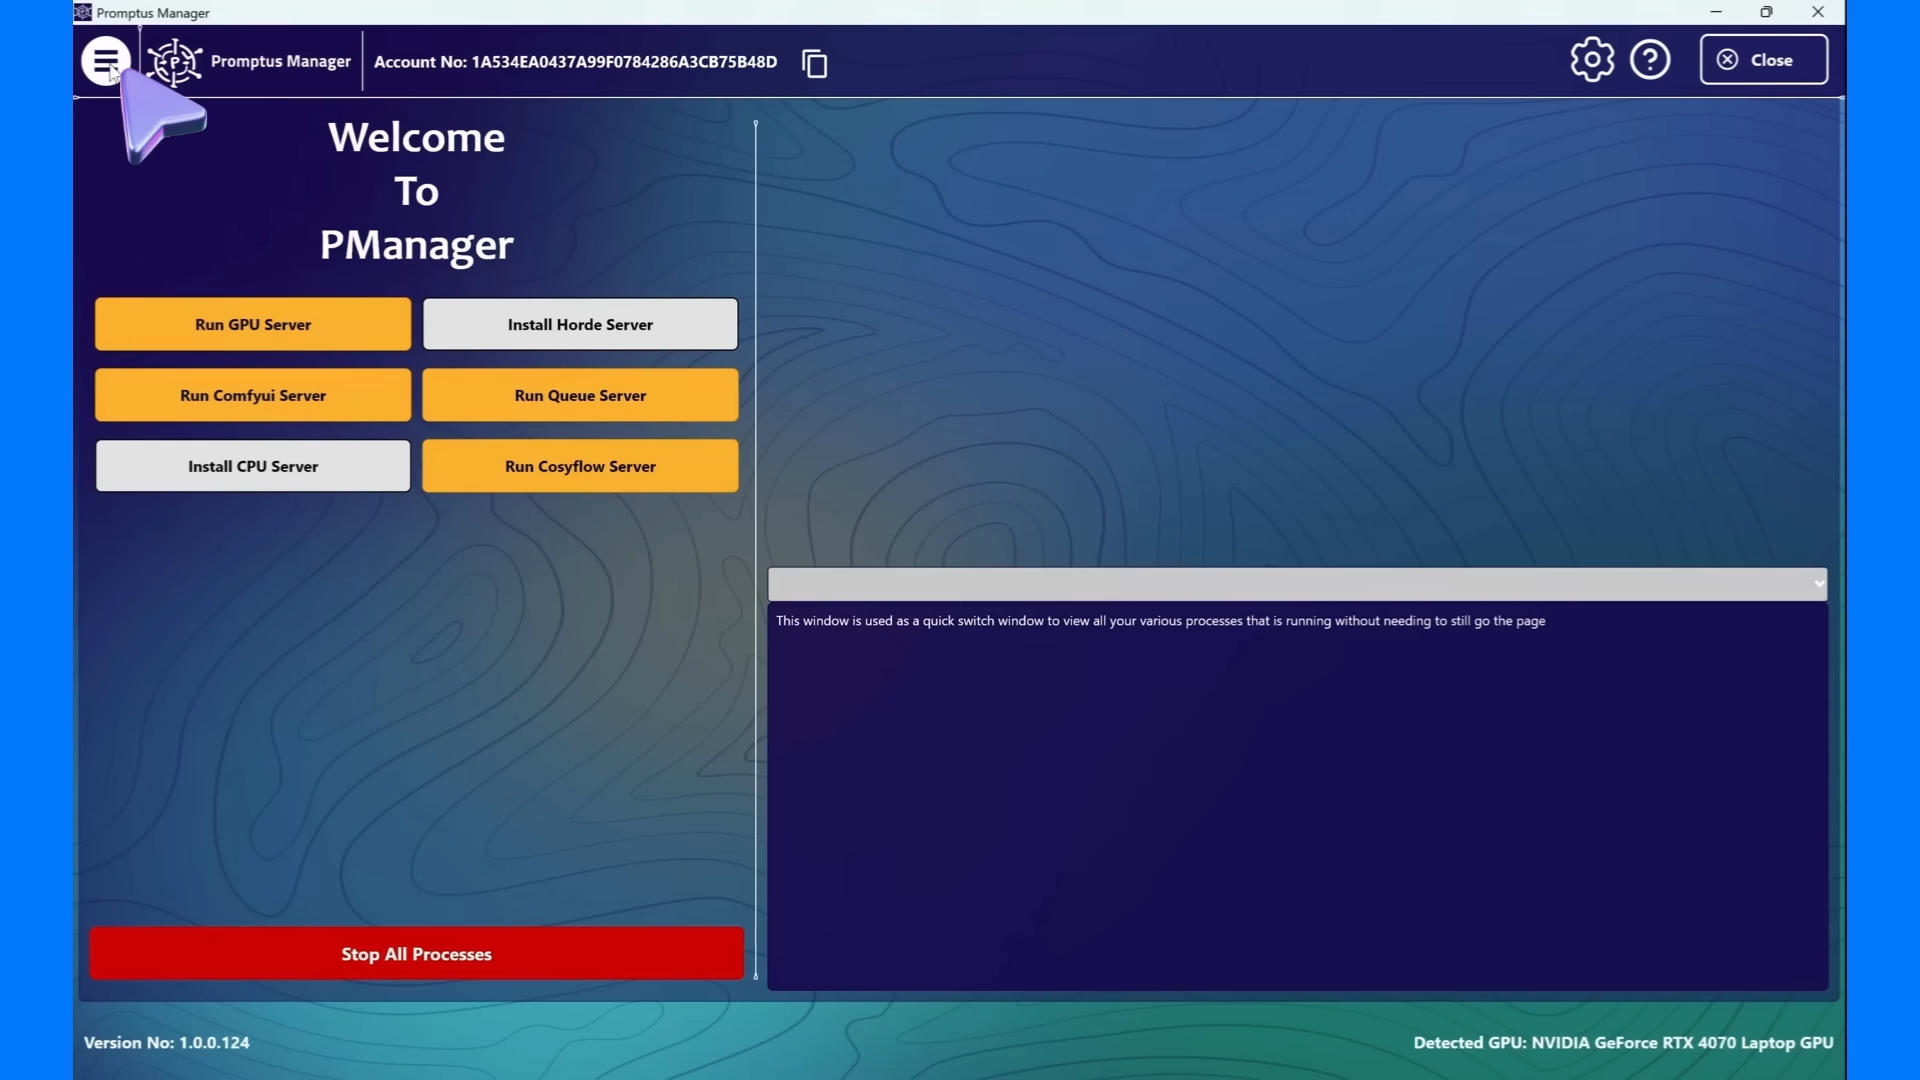 Promptus Manager
Promptus Manager
Account No: 1A534EA0437A99F0784286A3CB75B48D
Close
Welcome
To
PManager
Run GPU Server
Install Horde Server
Run Comfyui Server
Run Queue Server
Install CPU Server
Run Cosyflow Server
This window is used as a quick switch window to view all your various processes that is running without needing to still go the page
Stop All Processes
Version No: 1.0.0.124
Detected GPU: NVIDIA GeForce RTX 4070 Laptop GPU